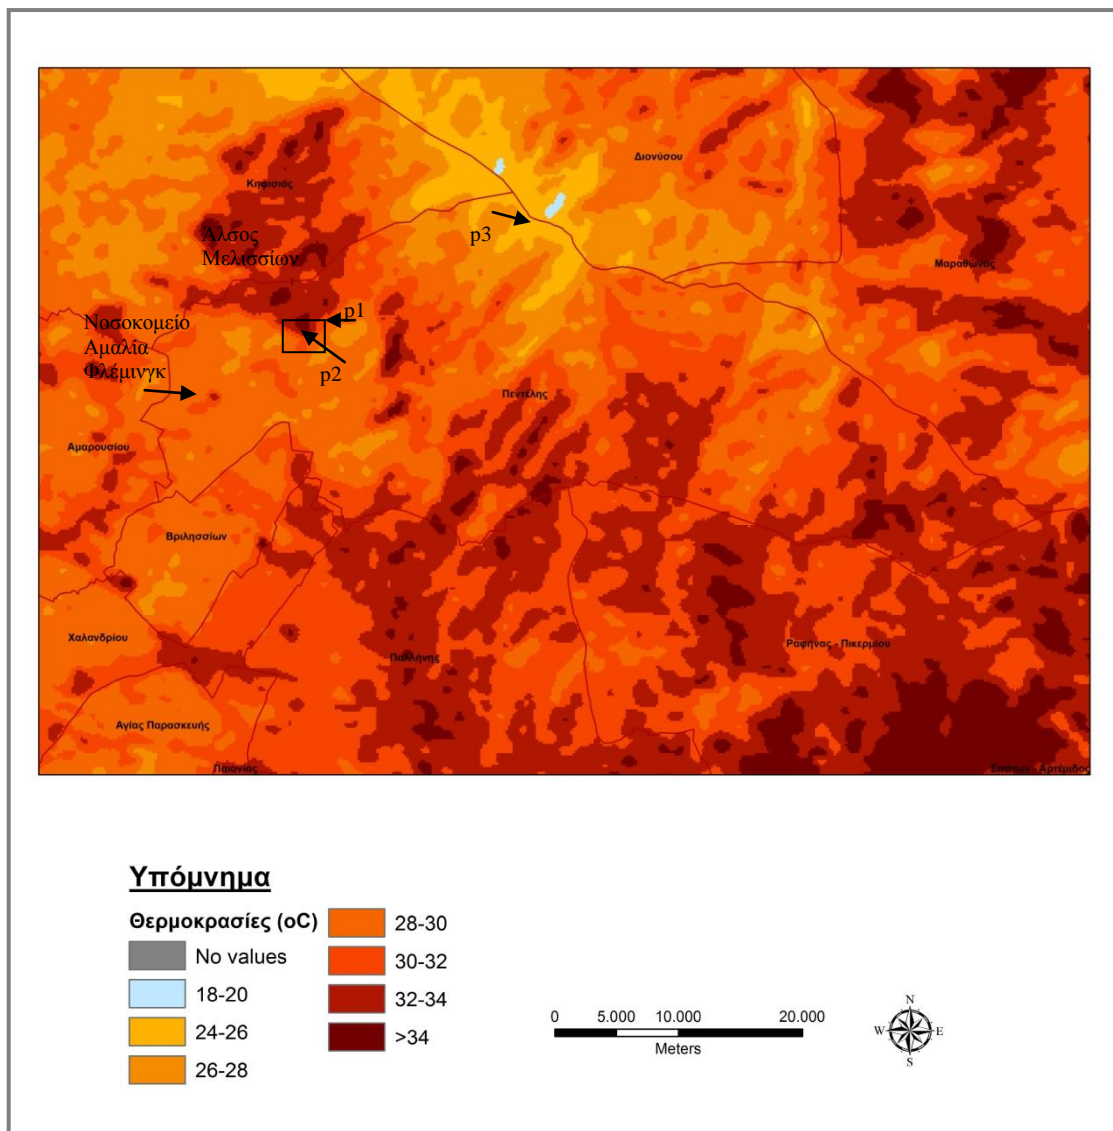 Διονύσου
Κηφισιάς
Άλσος
Μελισσίων
p3
Μαραθώνος
Νοσοκομείο
Αμαλία
Φλέμινγκ
p1
p2
Πεντέλης
Αμαρουσίου
Βριλησσίων
Χαλανδρίου
Παλλήνης
Ραφήνας - Πικερμίου
Αγίας Παρασκευής
Παιανίας
Σπάτων - Αρτέμιδος
Υπόμνημα
Θερμοκρασίες (oC)
No values
18-20
24-26
26-28
28-30
30-32
32-34
>34
0 5.000 10.000 20.000
Meters
N
W E
S